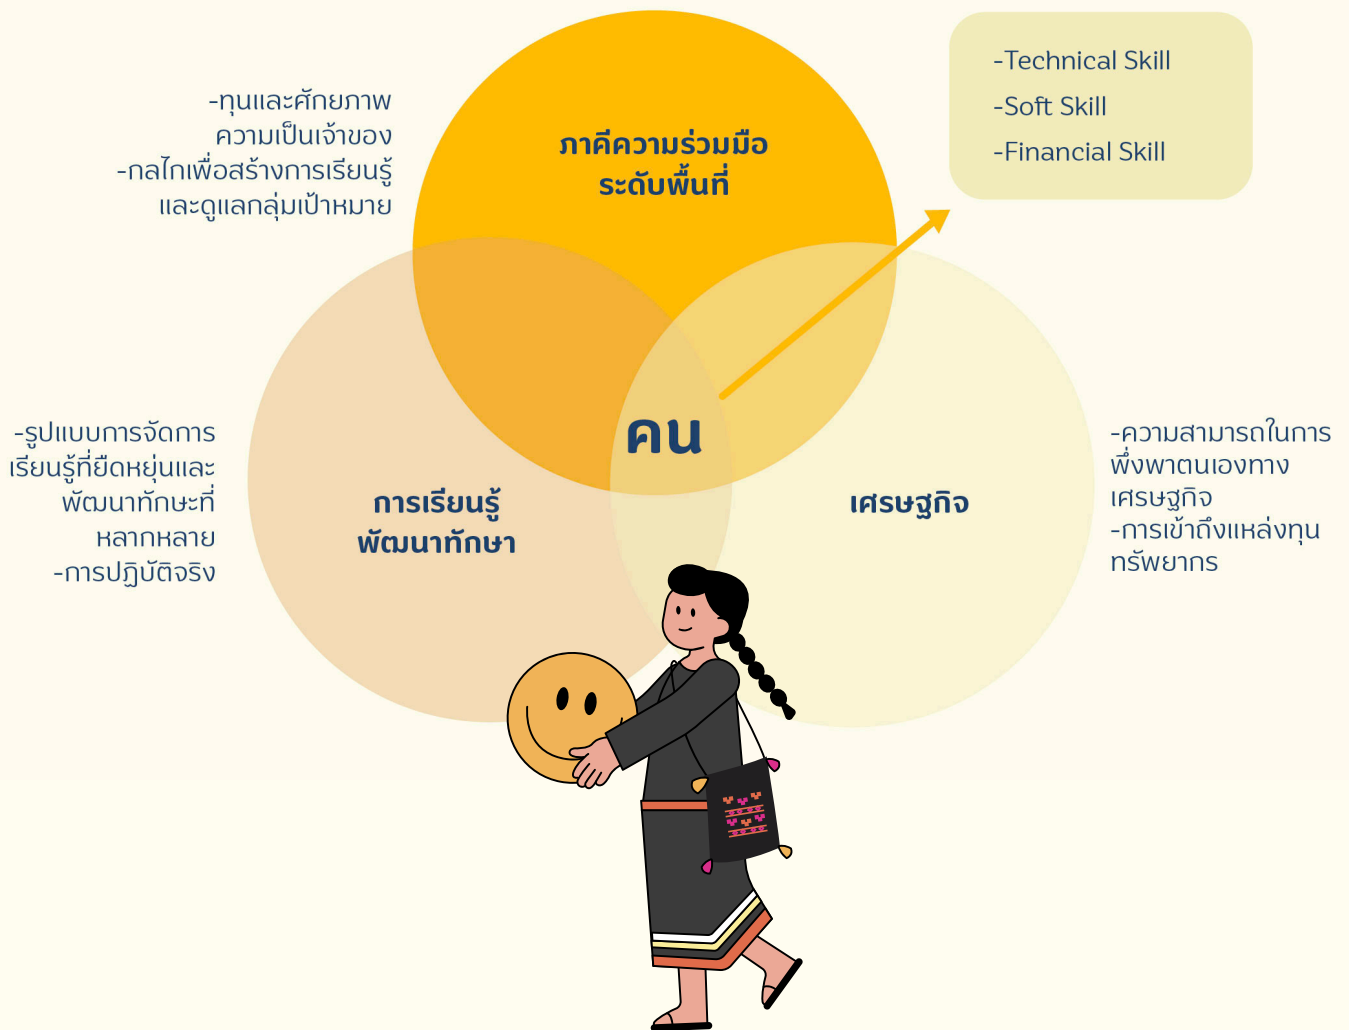 -ทุนและศักยภาพ
ความเป็นเจ้าของ
-กลไกเพื่อสร้างการเรียนรู้
และดูแลกลุ่มเป้าหมาย
ภาคีความร่วมมือ
ระดับพื้นที่
-Technical Skill
-Soft Skill
-Financial Skill
คน
-รูปแบบการจัดการ
เรียนรู้ที่ยืดหยุ่นและ
พัฒนาทักษะที่
หลากหลาย
-การปฏิบัติจริง
การเรียนรู้
พัฒนาทักษา
เศรษฐกิจ
-ความสามารถในการ
พึ่งพาตนเองทาง
เศรษฐกิจ
-การเข้าถึงแหล่งทุน
ทรัพยากร